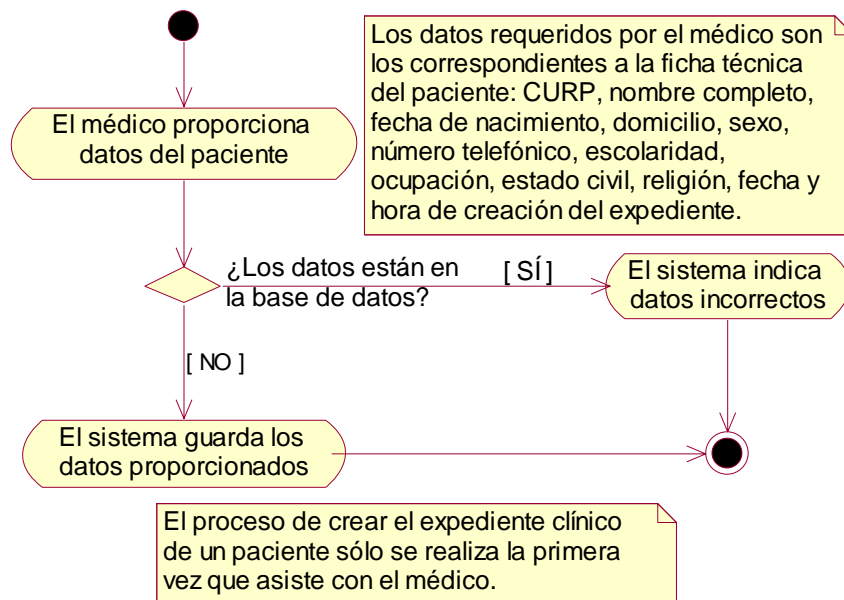 Los datos requeridos por el médico son
los correspondientes a la ficha técnica
del paciente: CURP, nombre completo,
fecha de nacimiento, domicilio, sexo,
número telefónico, escolaridad,
ocupación, estado civil, religión, fecha y
hora de creación del expediente.
El médico proporciona
datos del paciente
¿Los datos están en
la base de datos?
[ SÍ ]
El sistema indica
datos incorrectos
[ NO ]
El sistema guarda los
datos proporcionados
El proceso de crear el expediente clínico
de un paciente sólo se realiza la primera
vez que asiste con el médico.